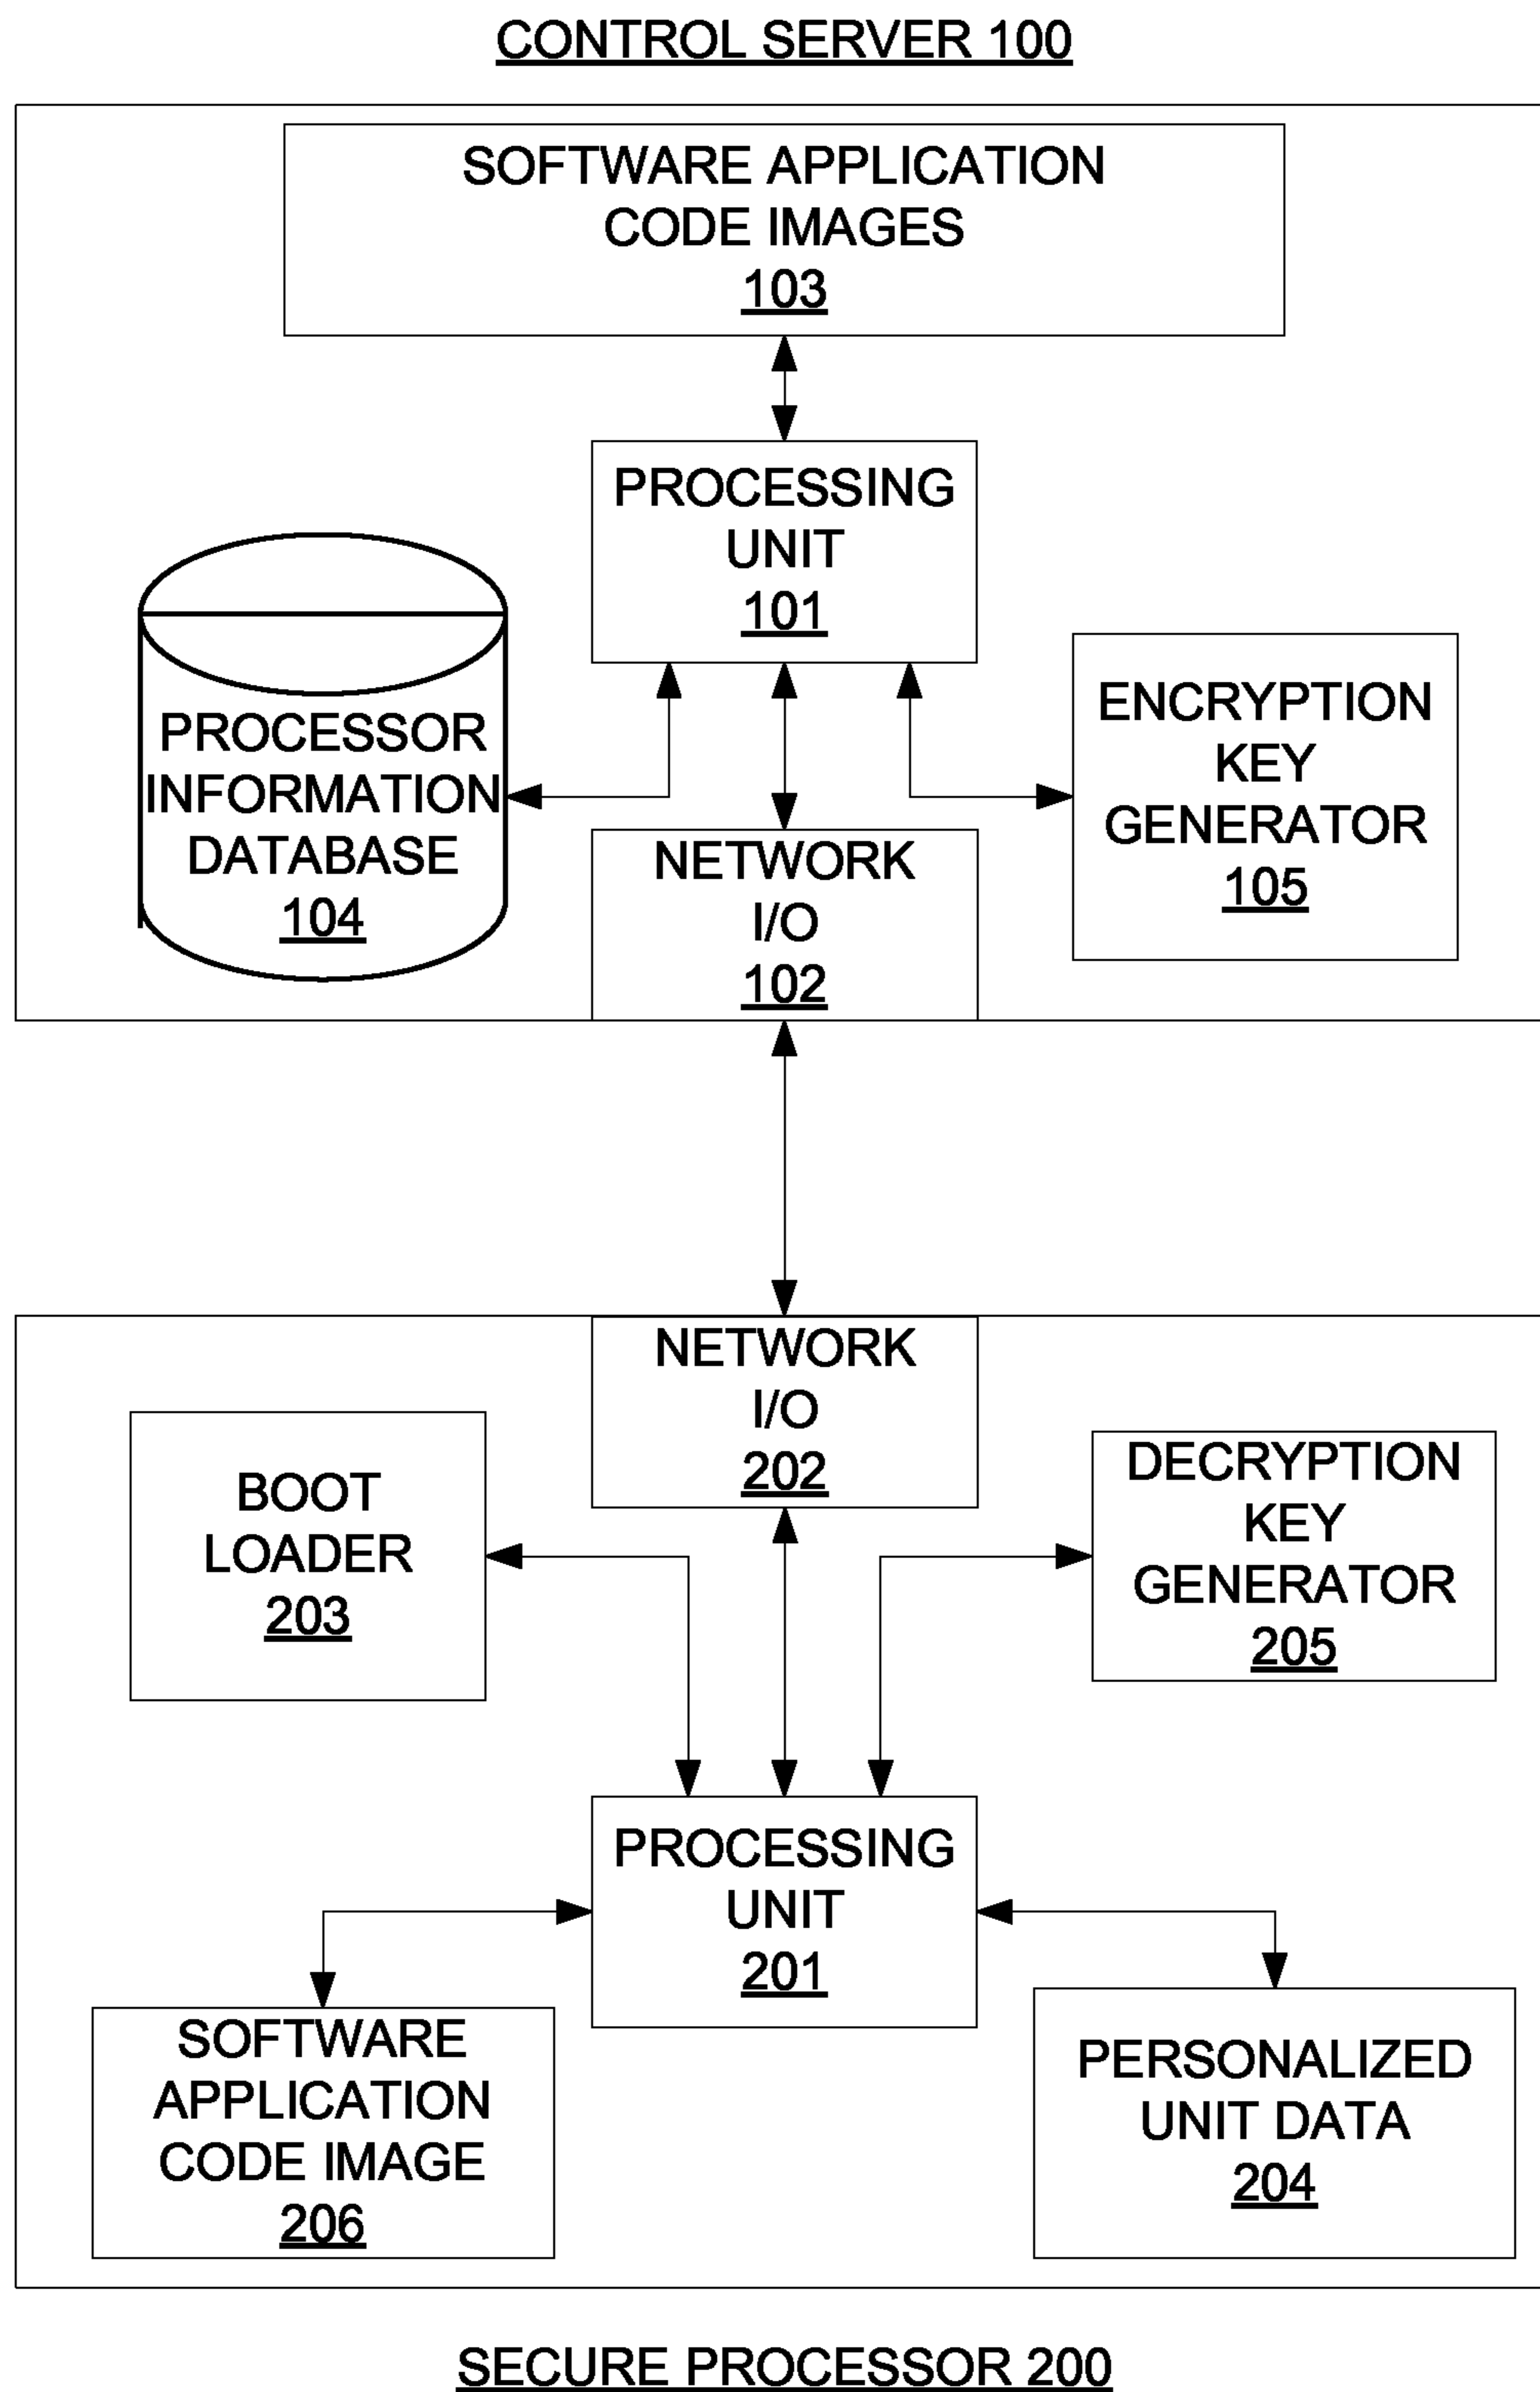 CONTROL SERVER 100
SOFTWARE APPLICATION
CODE IMAGES
103
PROCESSING
UNIT
101
PROCESSOR
INFORMATION
DATABASE
104
ENCRYPTION
KEY
GENERATOR
105
NETWORK
I/O
102
NETWORK
I/O
202
BOOT
LOADER
203
DECRYPTION
KEY
GENERATOR
205
PROCESSING
UNIT
201
SOFTWARE
APPLICATION
CODE IMAGE
206
PERSONALIZED
UNIT DATA
204
SECURE PROCESSOR 200